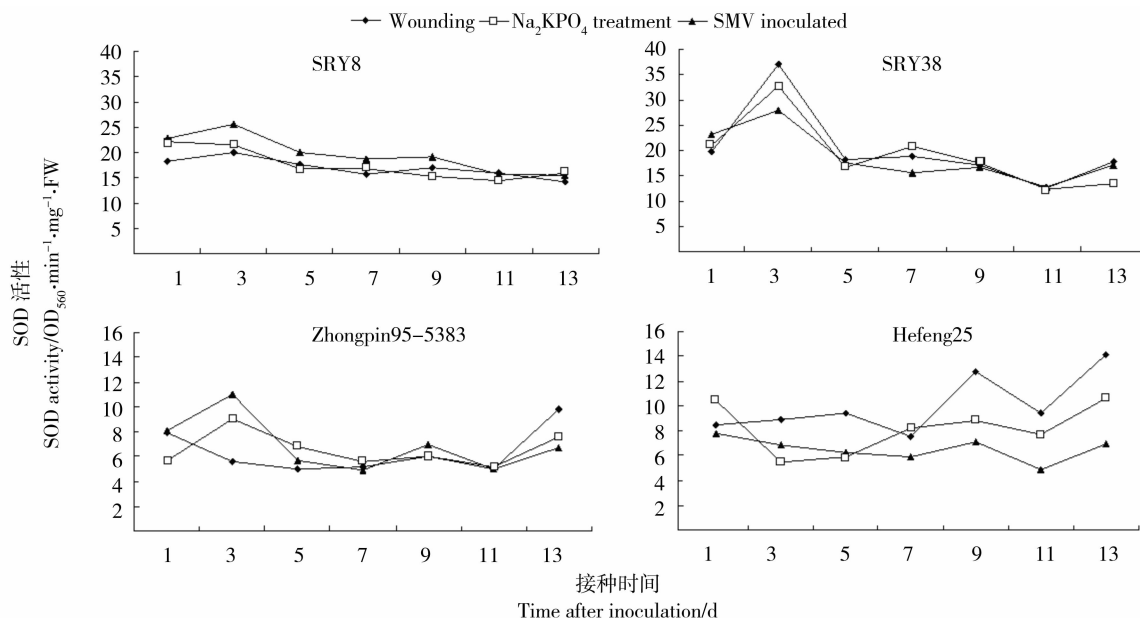 Wounding Na₂KPO₄ treatment SMV inoculated
SRY8
40
35
30
25
20
15
10
5
1 3 5 7 9 11 13
SRY38
40
35
30
25
20
15
10
5
1 3 5 7 9 11 13
SOD 活性
SOD activity/OD₅₆₀·min⁻¹·mg⁻¹·FW
Zhongpin95-5383
16
14
12
10
8
6
4
2
1 3 5 7 9 11 13
Hefeng25
16
14
12
10
8
6
4
2
1 3 5 7 9 11 13
接种时间
Time after inoculation/d